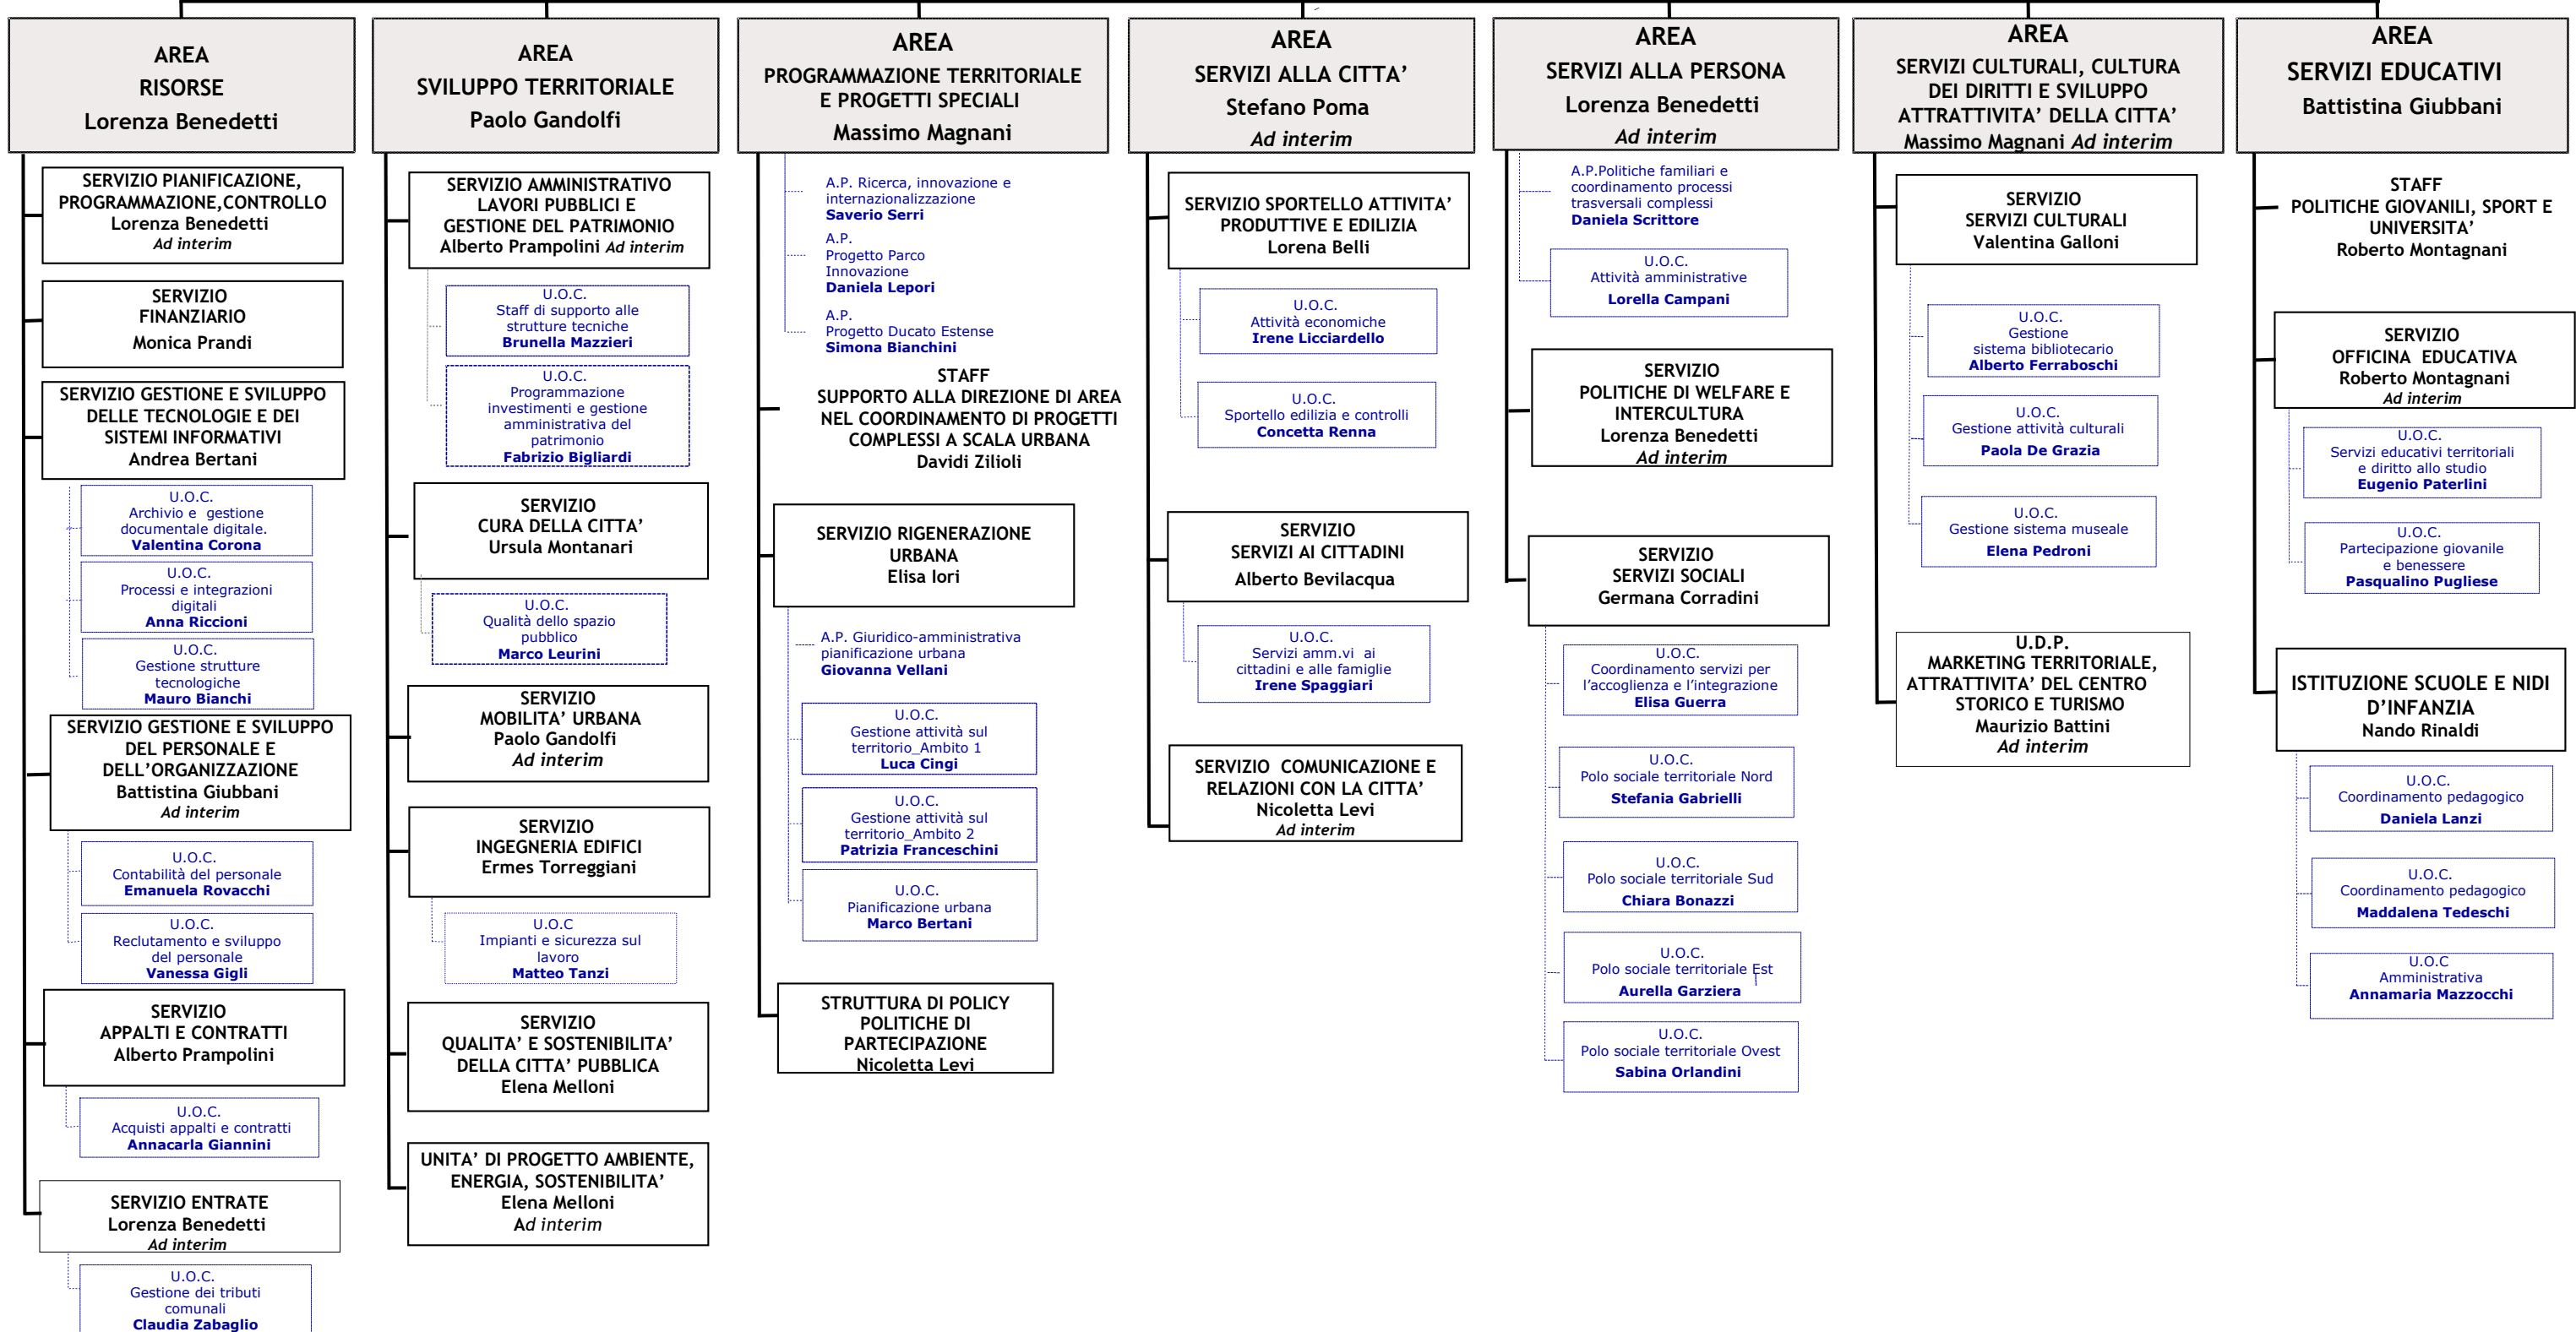 AREA
RISORSE
Lorenza Benedetti
SERVIZIO PIANIFICAZIONE,
PROGRAMMAZIONE,CONTROLLO
Lorenza Benedetti
Ad interim
SERVIZIO
FINANZIARIO
Monica Prandi
SERVIZIO GESTIONE E SVILUPPO
DELLE TECNOLOGIE E DEI
SISTEMI INFORMATIVI
Andrea Bertani
U.O.C.
Archivio e gestione
documentale digitale.
Valentina Corona
U.O.C.
Processi e integrazioni
digitali
Anna Riccioni
U.O.C.
Gestione strutture
tecnologiche
Mauro Bianchi
SERVIZIO GESTIONE E SVILUPPO
DEL PERSONALE E
DELL'ORGANIZZAZIONE
Battistina Giubbani
Ad interim
U.O.C.
Contabilità del personale
Emanuela Rovacchi
U.O.C.
Reclutamento e sviluppo
del personale
Vanessa Gigli
SERVIZIO
APPALTI E CONTRATTI
Alberto Prampolini
U.O.C.
Acquisti appalti e contratti
Annacarla Giannini
SERVIZIO ENTRATE
Lorenza Benedetti
Ad interim
U.O.C.
Gestione dei tributi
comunali
Claudia Zabaglio
AREA
SVILUPPO TERRITORIALE
Paolo Gandolfi
SERVIZIO AMMINISTRATIVO
LAVORI PUBBLICI E
GESTIONE DEL PATRIMONIO
Alberto Prampolini Ad interim
U.O.C.
Staff di supporto alle
strutture tecniche
Brunella Mazzieri
U.O.C.
Programmazione
investimenti e gestione
amministrativa del
patrimonio
Fabrizio Bigliardi
SERVIZIO
CURA DELLA CITTA'
Ursula Montanari
U.O.C.
Qualità dello spazio
pubblico
Marco Leurini
SERVIZIO
MOBILITA' URBANA
Paolo Gandolfi
Ad interim
SERVIZIO
INGEGNERIA EDIFICI
Ermes Torreggiani
U.O.C
Impianti e sicurezza sul
lavoro
Matteo Tanzi
SERVIZIO
QUALITA' E SOSTENIBILITA'
DELLA CITTA' PUBBLICA
Elena Melloni
UNITA' DI PROGETTO AMBIENTE,
ENERGIA, SOSTENIBILITA'
Elena Melloni
Ad interim
AREA
PROGRAMMAZIONE TERRITORIALE
E PROGETTI SPECIALI
Massimo Magnani
A.P. Ricerca, innovazione e
internazionalizzazione
Saverio Serri
A.P.
Progetto Parco
Innovazione
Daniela Lepori
A.P.
Progetto Ducato Estense
Simona Bianchini
STAFF
SUPPORTO ALLA DIREZIONE DI AREA
NEL COORDINAMENTO DI PROGETTI
COMPLESSI A SCALA URBANA
Davidi Zilioli
SERVIZIO RIGENERAZIONE
URBANA
Elisa Iori
A.P. Giuridico-amministrativa
pianificazione urbana
Giovanna Vellani
U.O.C.
Gestione attività sul
territorio_Ambito 1
Luca Cingi
U.O.C.
Gestione attività sul
territorio_Ambito 2
Patrizia Franceschini
U.O.C.
Pianificazione urbana
Marco Bertani
STRUTTURA DI POLICY
POLITICHE DI
PARTECIPAZIONE
Nicoletta Levi
AREA
SERVIZI ALLA CITTA'
Stefano Poma
Ad interim
SERVIZIO SPORTELLO ATTIVITA'
PRODUTTIVE E EDILIZIA
Lorena Belli
U.O.C.
Attività economiche
Irene Licciardello
U.O.C.
Sportello edilizia e controlli
Concetta Renna
SERVIZIO
SERVIZI AI CITTADINI
Alberto Bevilacqua
U.O.C.
Servizi amm.vi ai
cittadini e alle famiglie
Irene Spaggiari
SERVIZIO COMUNICAZIONE E
RELAZIONI CON LA CITTA'
Nicoletta Levi
Ad interim
AREA
SERVIZI ALLA PERSONA
Lorenza Benedetti
Ad interim
A.P.Politiche familiari e
coordinamento processi
trasversali complessi
Daniela Scrittore
U.O.C.
Attività amministrative
Lorella Campani
SERVIZIO
POLITICHE DI WELFARE E
INTERCULTURA
Lorenza Benedetti
Ad interim
SERVIZIO
SERVIZI SOCIALI
Germana Corradini
U.O.C.
Coordinamento servizi per
l'accoglienza e l'integrazione
Elisa Guerra
U.O.C.
Polo sociale territoriale Nord
Stefania Gabrielli
U.O.C.
Polo sociale territoriale Sud
Chiara Bonazzi
U.O.C.
Polo sociale territoriale Est
Aurella Garziera
U.O.C.
Polo sociale territoriale Ovest
Sabina Orlandini
AREA
SERVIZI CULTURALI, CULTURA
DEI DIRITTI E SVILUPPO
ATTRATTIVITA' DELLA CITTA'
Massimo Magnani Ad interim
SERVIZIO
SERVIZI CULTURALI
Valentina Galloni
U.O.C.
Gestione
sistema bibliotecario
Alberto Ferraboschi
U.O.C.
Gestione attività culturali
Paola De Grazia
U.O.C.
Gestione sistema museale
Elena Pedroni
U.D.P.
MARKETING TERRITORIALE,
ATTRATTIVITA' DEL CENTRO
STORICO E TURISMO
Maurizio Battini
Ad interim
AREA
SERVIZI EDUCATIVI
Battistina Giubbani
STAFF
POLITICHE GIOVANILI, SPORT E
UNIVERSITA'
Roberto Montagnani
SERVIZIO
OFFICINA EDUCATIVA
Roberto Montagnani
Ad interim
U.O.C.
Servizi educativi territoriali
e diritto allo studio
Eugenio Paterlini
U.O.C.
Partecipazione giovanile
e benessere
Pasqualino Pugliese
ISTITUZIONE SCUOLE E NIDI
D'INFANZIA
Nando Rinaldi
U.O.C.
Coordinamento pedagogico
Daniela Lanzi
U.O.C.
Coordinamento pedagogico
Maddalena Tedeschi
U.O.C
Amministrativa
Annamaria Mazzocchi